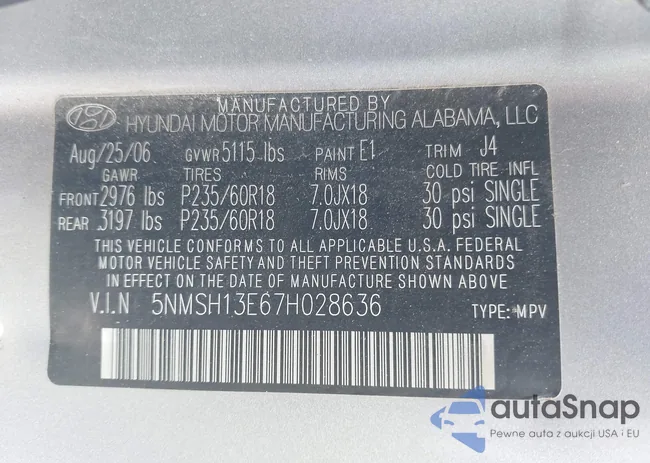 MANUFACTURED BY
HYUNDAI MOTOR MANUFACTURING ALABAMA, LLC
Aug/25/06 GVWR 5115 lbs PAINT E1 TRIM J4
GAWR TIRES RIMS COLD TIRE INFL
FRONT 2976 lbs P235/60R18 7.0JX18 30 psi SINGLE
REAR 3197 lbs P235/60R18 7.0JX18 30 psi SINGLE
THIS VEHICLE CONFORMS TO ALL APPLICABLE U.S.A. FEDERAL
MOTOR VEHICLE SAFETY AND THEFT PREVENTION STANDARDS
IN EFFECT ON THE DATE OF MANUFACTURE SHOWN ABOVE
V.I.N 5NMSH13E67H028636 TYPE: MPV
autaSnap
Pewne auta z aukcji USA i EU